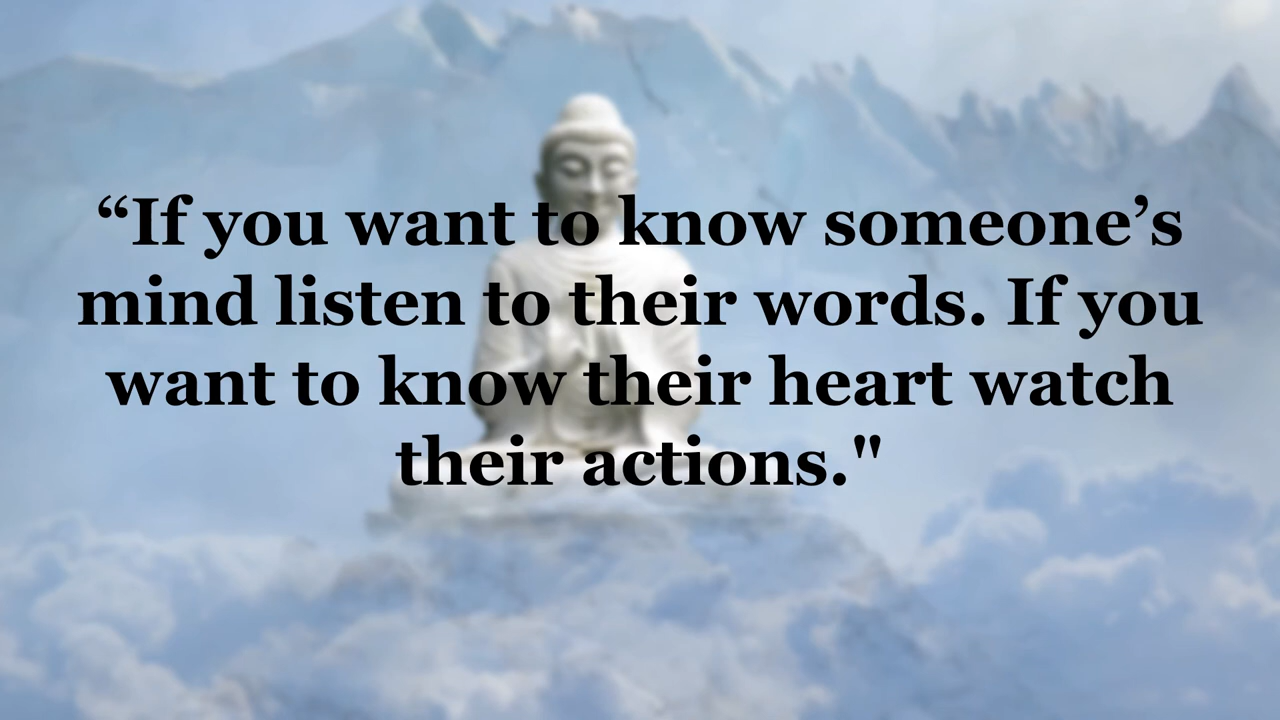 “If you want to know someone’s
mind listen to their words. If you
want to know their heart watch
their actions."